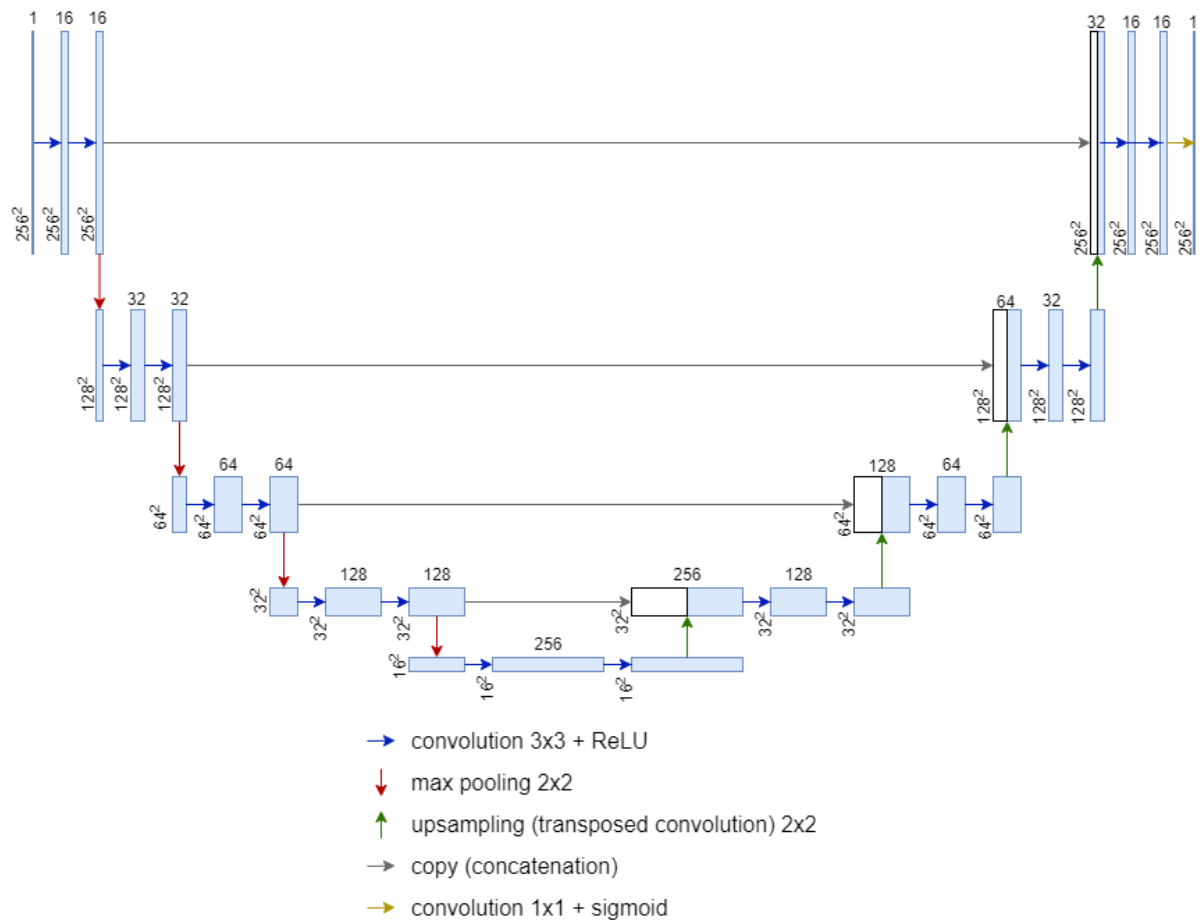 1 16 16 32 16 16 1
256² 256² 256² 256² 256² 256² 256²
32 32 64 32
128² 128² 128² 128² 128² 128²
64 64 128 64
64² 64² 64² 64² 64² 64²
128 128 256 128
32² 32² 32² 32² 32² 32²
256
16² 16² 16²
convolution 3x3 + ReLU
max pooling 2x2
upsampling (transposed convolution) 2x2
copy (concatenation)
convolution 1x1 + sigmoid